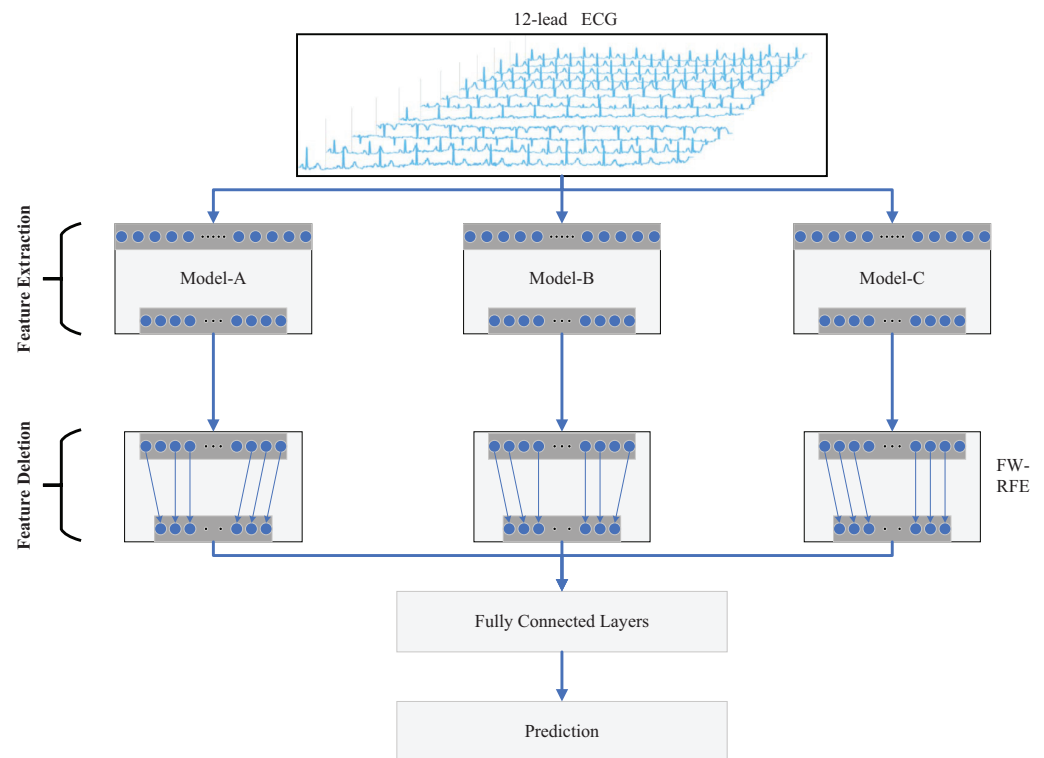 12-lead ECG
Feature Extraction
Model-A
Model-B
Model-C
Feature Deletion
FW-
RFE
Fully Connected Layers
Prediction